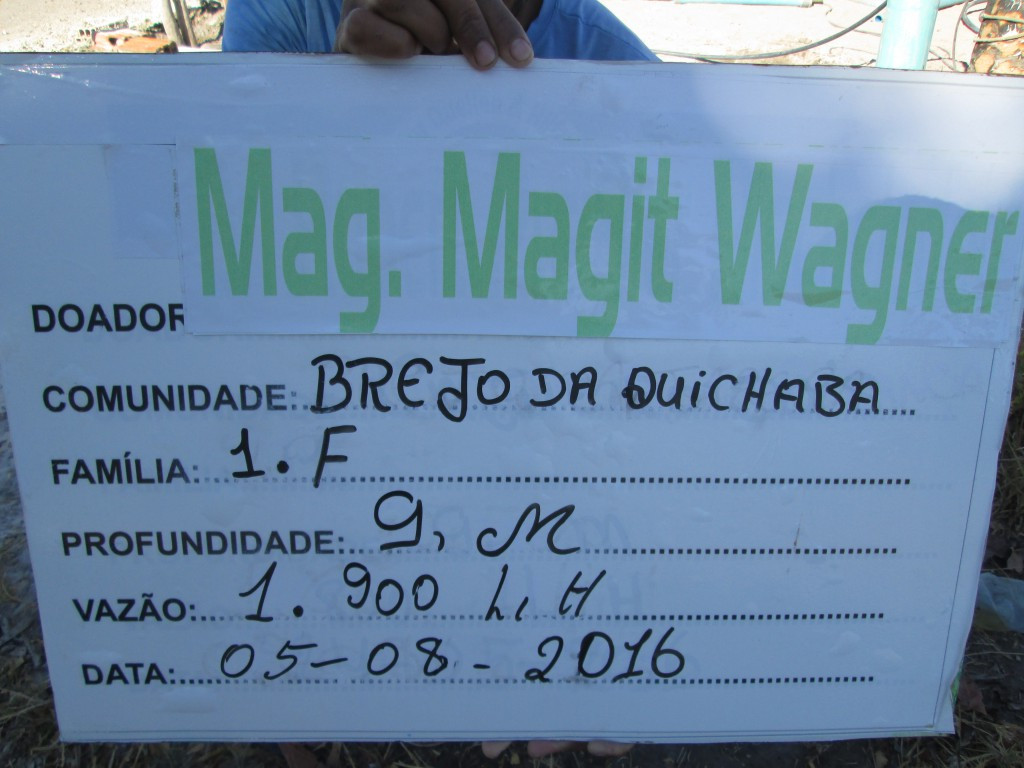 Mag. Magit Wagner
DOADOR
COMUNIDADE: BREJO DA QUICHABA
FAMÍLIA: 1. F
PROFUNDIDADE: 9, M
VAZÃO: 1. 900 L, H
DATA: 05-08-2016